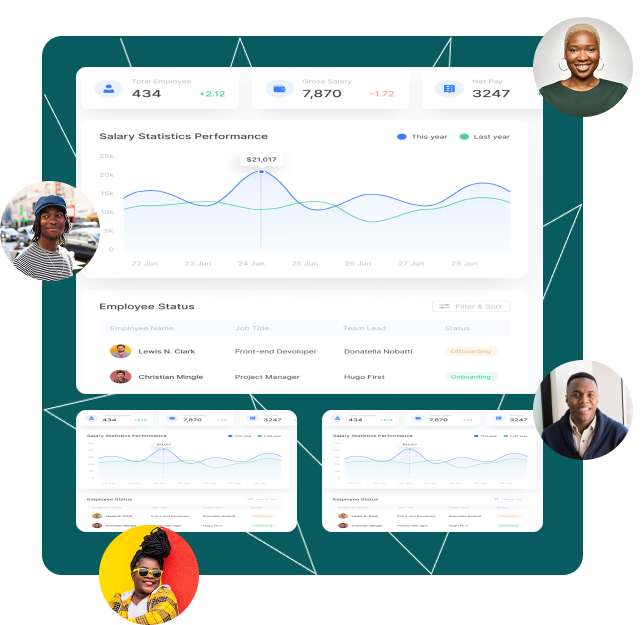 Total Employee
434 +2.12
Gross Salary
7,870 -1.72
Net Pay
3247
Salary Statistics Performance
This year Last year
$21,017
25k
20k
15k
10k
5k
0
22 Jun 23 Jun 24 Jun 25 Jun 26 Jun 27 Jun 28 Jun
Employee Status
Filter & Sort
Employee Name Job Title Team Lead Status
Lewis N. Clark Front-end Devoloper Donatella Nobatti Offboarding
Christian Mingle Project Manager Hugo First Onboarding
434
7,870
3247
Salary Statistics Performance
This year Last year
$21,017
Employee Status
Lewis N. Clark Front-end Devoloper Donatella Nobatti
Christian Mingle Project Manager Hugo First
434
7,870
3247
Salary Statistics Performance
This year Last year
$21,017
Employee Status
Lewis N. Clark Front-end Devoloper Donatella Nobatti
Christian Mingle Project Manager Hugo First